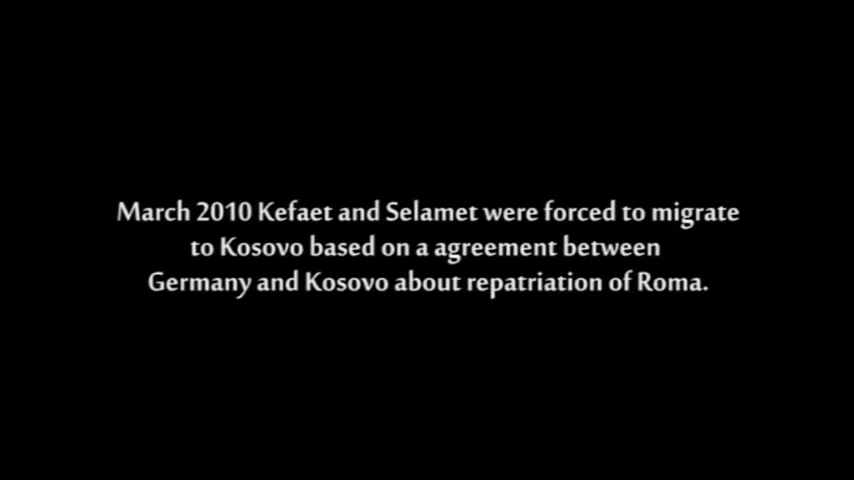 March 2010 Kefaet and Selamet were forced to migrate
to Kosovo based on a agreement between
Germany and Kosovo about repatriation of Roma.